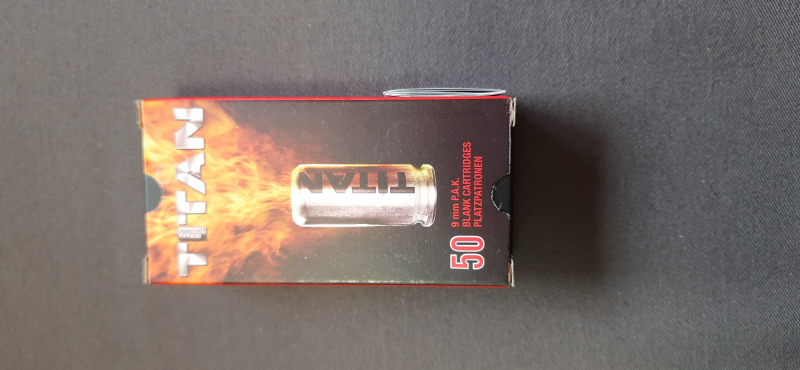 TITAN
TITAN
50
9 mm P.A.K.
BLANK CARTRIDGES
PLATZPATRONEN